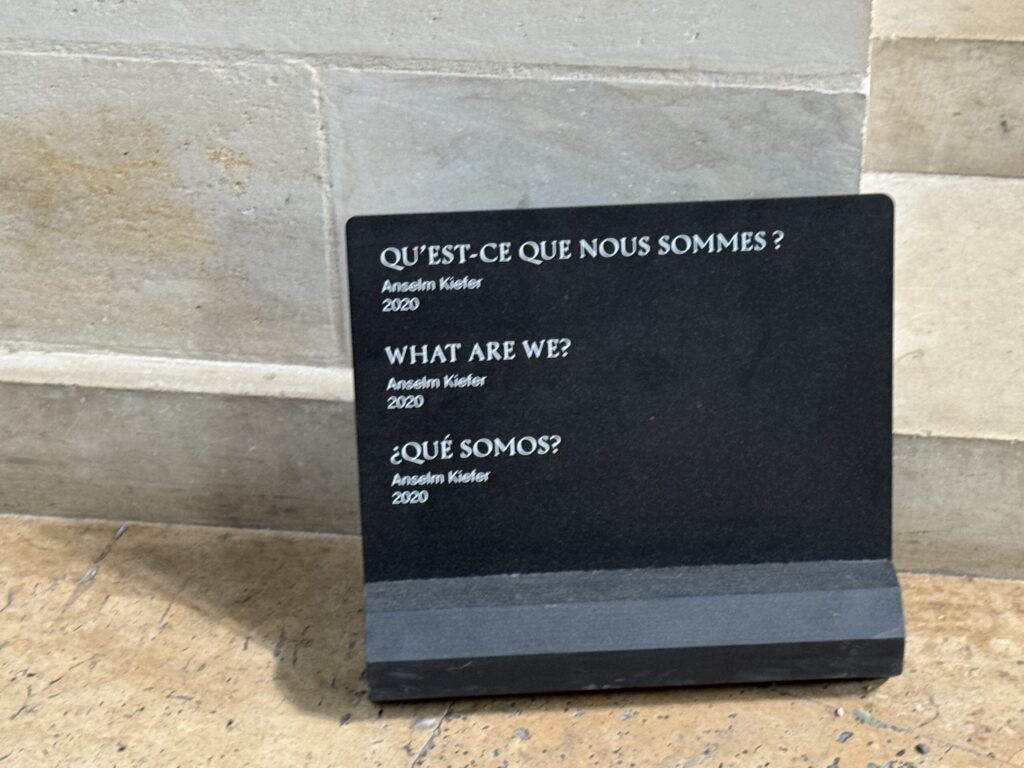 QU'EST-CE QUE NOUS SOMMES ?
Anselm Kiefer
2020
WHAT ARE WE?
Anselm Kiefer
2020
¿QUÉ SOMOS?
Anselm Kiefer
2020